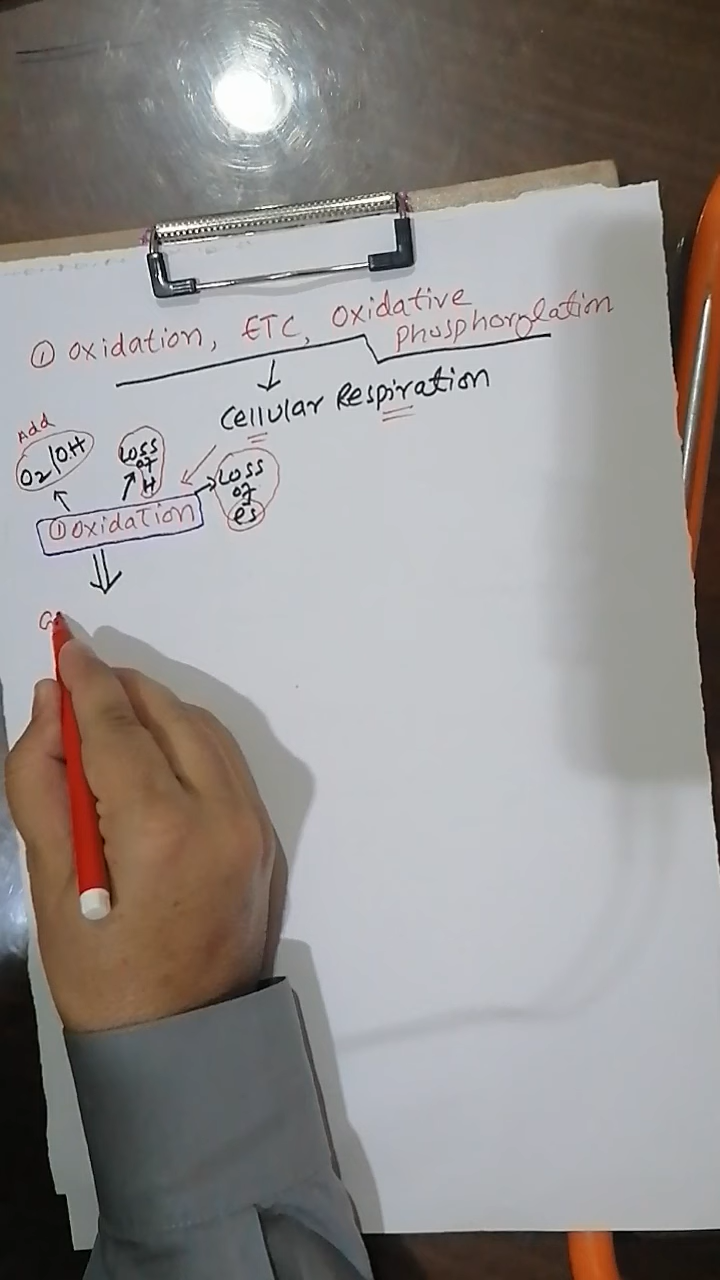 ① Oxidation, ETC, Oxidative
phosphorylation
Cellular Respiration
Add
O2/OH
Loss
of
H
Loss
of
es
① Oxidation
G